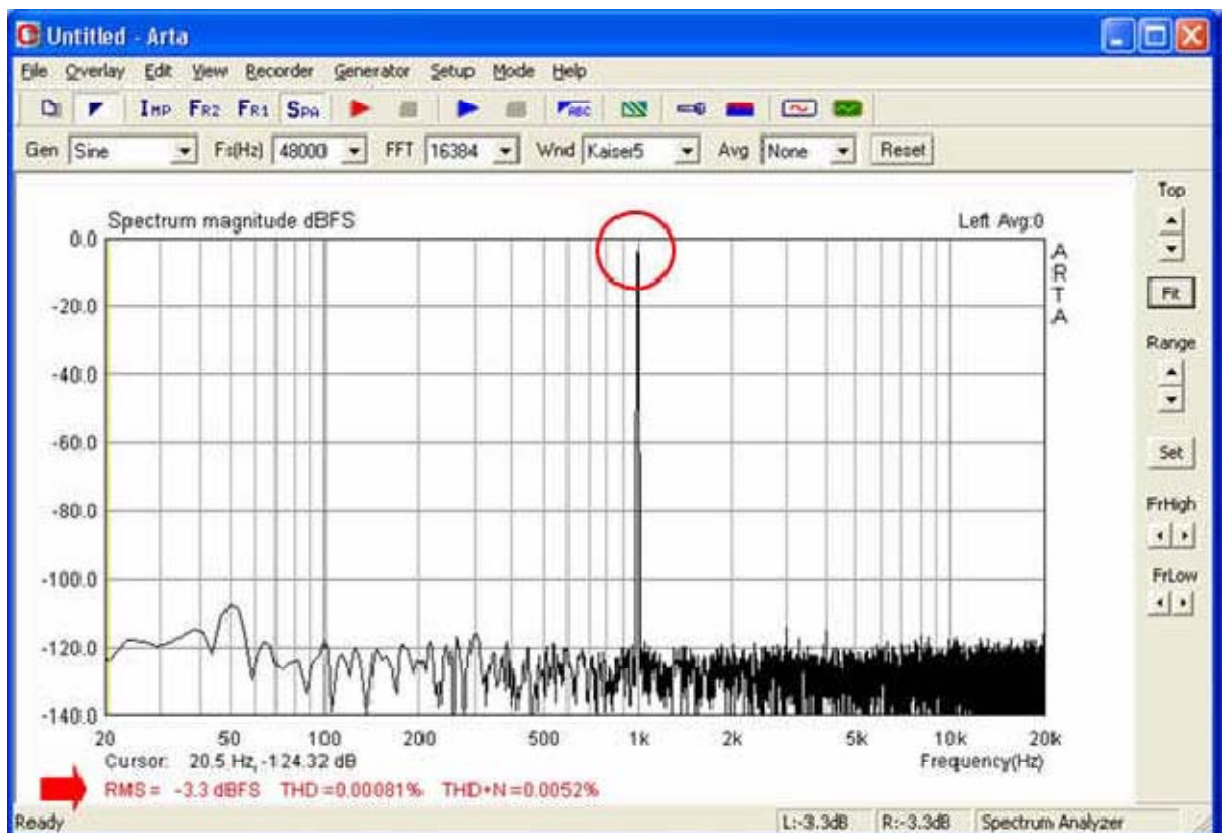 Untitled - Arta
File Overlay Edit View Recorder Generator Setup Mode Help
IMP FR2 FR1 SPA ABC
Gen Sine Fs(Hz) 48000 FFT 16384 Wnd Kaiser5 Avg None Reset
Spectrum magnitude dBFS Left Avg:0
Top
Fit
Range
Set
FrHigh
FrLow
ARTA
0.0
-20.0
-40.0
-60.0
-80.0
-100.0
-120.0
-140.0
20 50 100 200 500 1k 2k 5k 10k 20k
Cursor: 20.5 Hz, -124.32 dB Frequency(Hz)
RMS = -3.3 dBFS THD =0.00081% THD+N =0.0052%
Ready L:-3.3dB R:-3.3dB Spectrum Analyzer